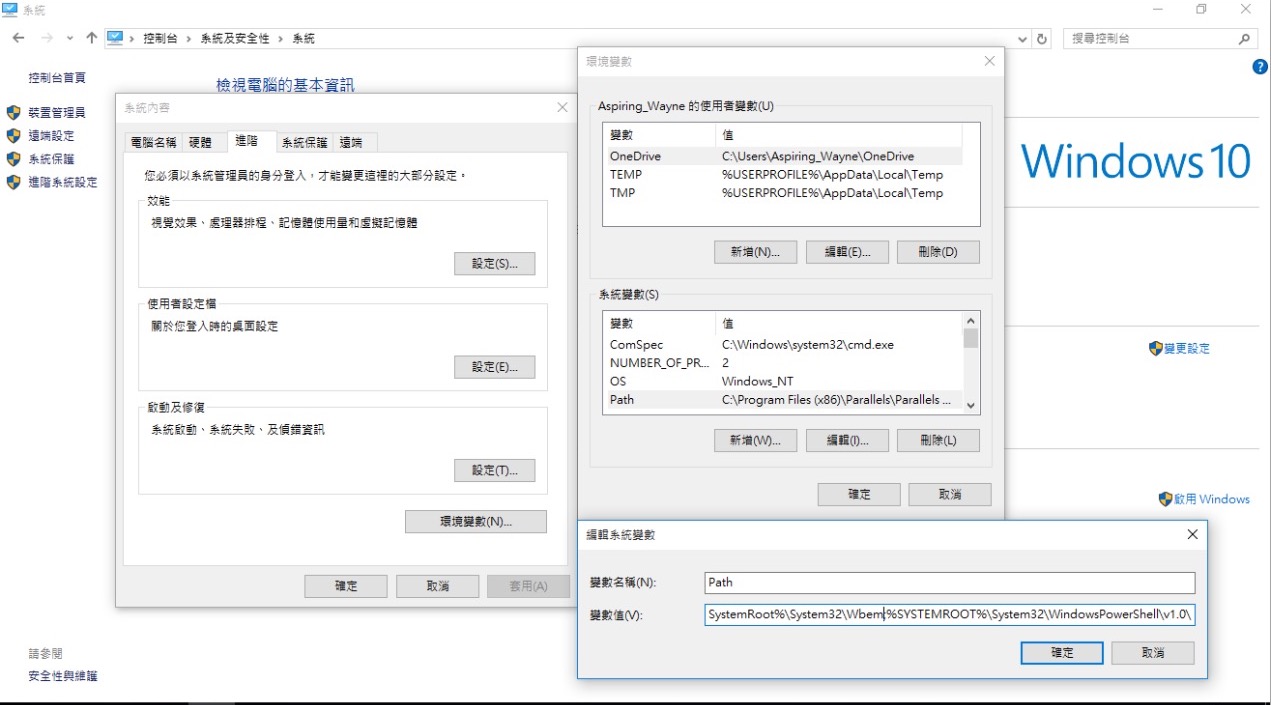 系統
控制台 › 系統及安全性 › 系統
搜尋控制台
控制台首頁
裝置管理員
遠端設定
系統保護
進階系統設定
檢視電腦的基本資訊
Windows 10
變更設定
啟用 Windows
請參閱
安全性與維護
系統內容
電腦名稱 硬體 進階 系統保護 遠端
您必須以系統管理員的身分登入，才能變更這裡的大部分設定。
效能
視覺效果、處理器排程、記憶體使用量和虛擬記憶體
設定(S)...
使用者設定檔
關於您登入時的桌面設定
設定(E)...
啟動及修復
系統啟動、系統失敗、及偵錯資訊
設定(T)...
環境變數(N)...
確定 取消 套用(A)
環境變數
Aspiring_Wayne 的使用者變數(U)
變數 值
OneDrive C:\Users\Aspiring_Wayne\OneDrive
TEMP %USERPROFILE%\AppData\Local\Temp
TMP %USERPROFILE%\AppData\Local\Temp
新增(N)... 編輯(E)... 刪除(D)
系統變數(S)
變數 值
ComSpec C:\Windows\system32\cmd.exe
NUMBER_OF_PR... 2
OS Windows_NT
Path C:\Program Files (x86)\Parallels\Parallels ...
新增(W)... 編輯(I)... 刪除(L)
確定 取消
編輯系統變數
變數名稱(N): Path
變數值(V): SystemRoot%\System32\Wbem;%SYSTEMROOT%\System32\WindowsPowerShell\v1.0\
確定 取消